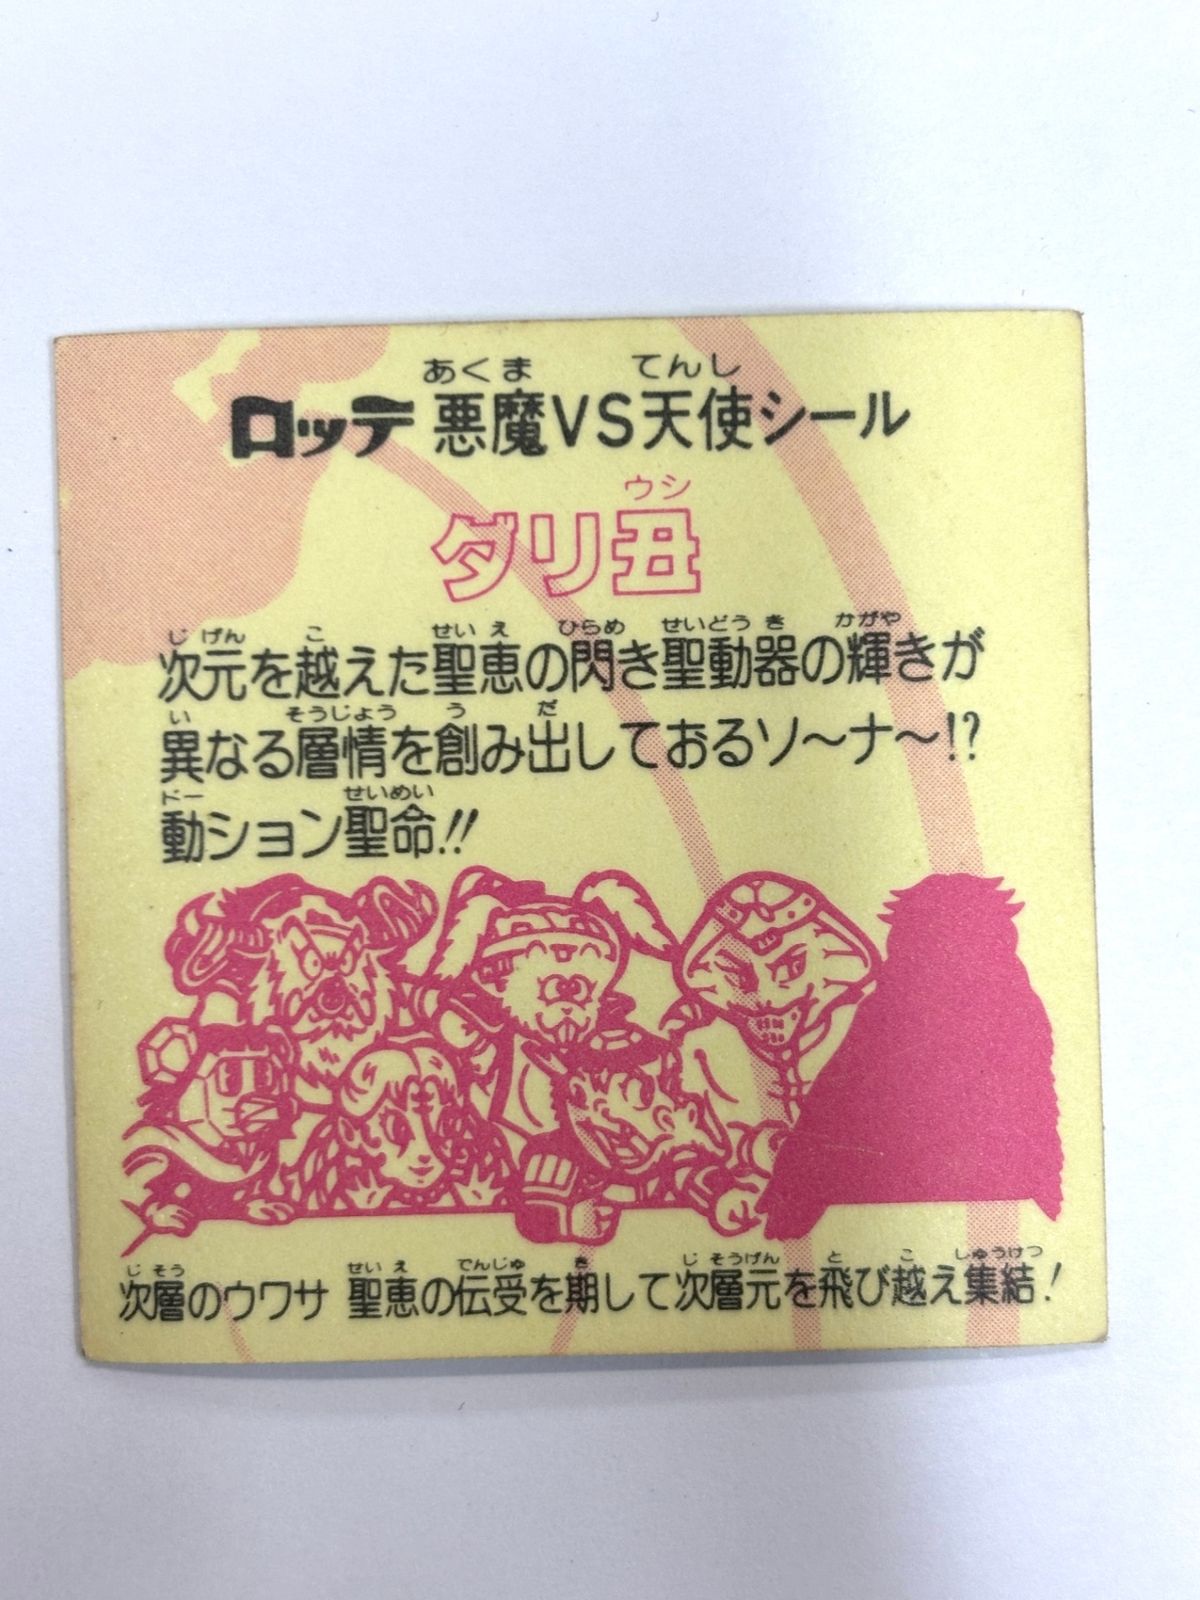 あくま てんし
ロッテ 悪魔VS天使シール
ウシ
ダリ丑
じげん こ せいえ ひらめ せいどうき かがや
次元を越えた聖恵の閃き聖動器の輝きが
い そうじょう う だ
異なる層情を創み出しておるソ〜ナ〜!?
ドー せいめい
動ション聖命!!
じそう せいえ でんじゅ き じそうげん と こ しゅうけつ
次層のウワサ 聖恵の伝受を期して次層元を飛び越え集結!